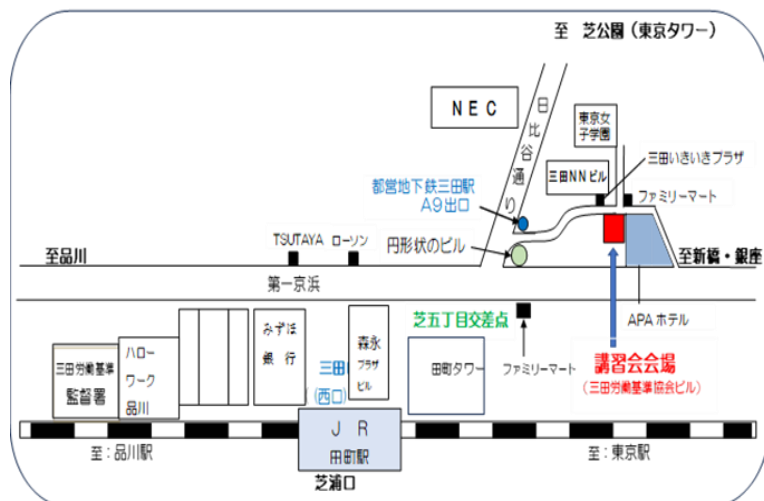 至 芝公園（東京タワー）
NEC
日比谷通り
東京女
子学園
三田いきいきプラザ
三田NNビル
ファミリーマート
都営地下鉄三田駅
A9出口
円形状のビル
TSUTAYA ローソン
至品川
至新橋・銀座
第一京浜
APAホテル
芝五丁目交差点
ファミリーマート
講習会会場
（三田労働基準協会ビル）
三田労働基準
監督署
ハロー
ワーク
品川
みずほ
銀行
三田
（西口）
森永
プラザ
ビル
田町タワー
JR
田町駅
至：品川駅
至：東京駅
芝浦口